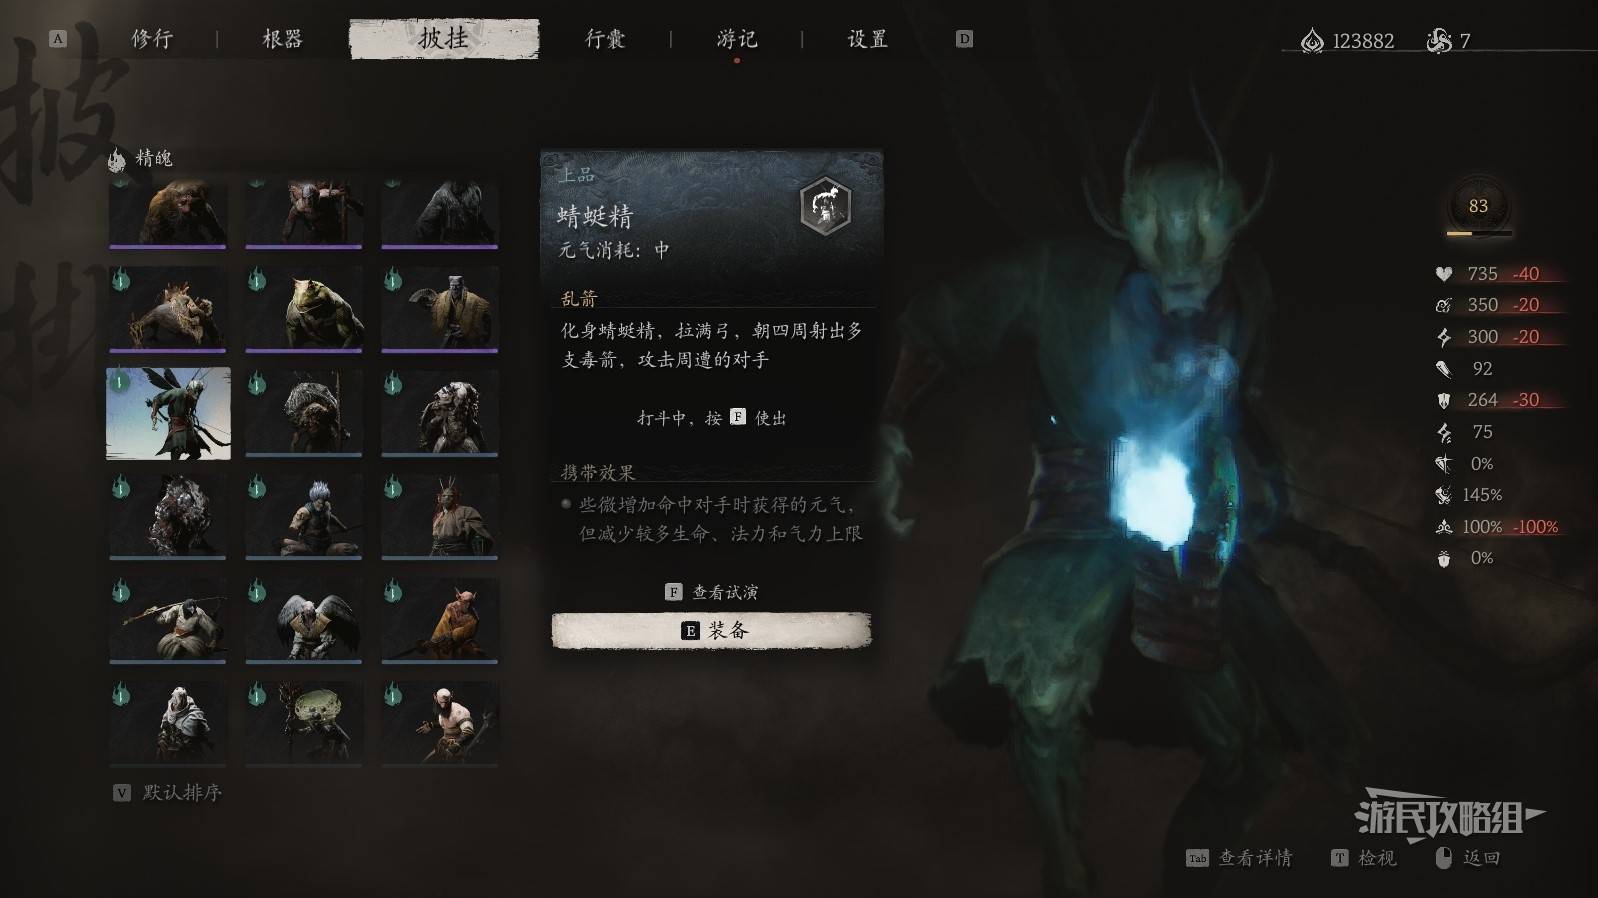 披
挂
A 修行 | 根器 披挂 行囊 | 游记 | 设置 D
123882 7
精魄
上品
蜻蜓精
元气消耗：中
乱箭
化身蜻蜓精，拉满弓，朝四周射出多
支毒箭，攻击周遭的对手
打斗中，按 F 使出
携带效果
些微增加命中对手时获得的元气，
但减少较多生命、法力和气力上限
F 查看试演
E 装备
V 默认排序
83
735 -40
350 -20
300 -20
92
264 -30
75
0%
145%
100% -100%
0%
游民攻略组
Tab 查看详情 T 检视 返回